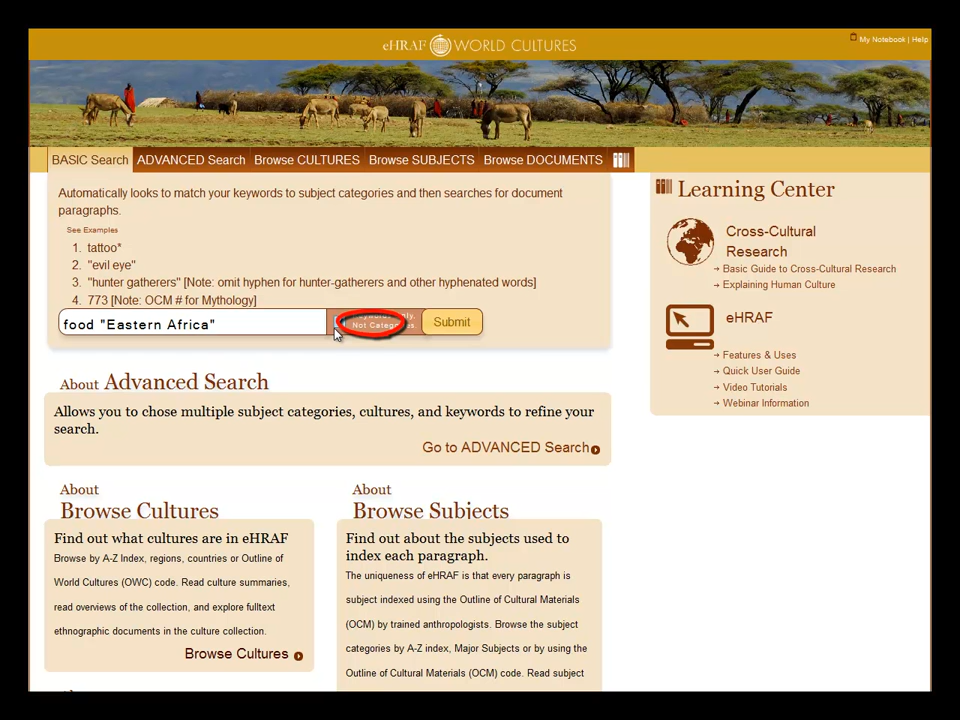 eHRAF WORLD CULTURES
My Notebook | Help
BASIC Search ADVANCED Search Browse CULTURES Browse SUBJECTS Browse DOCUMENTS
Automatically looks to match your keywords to subject categories and then searches for document
paragraphs.
See Examples
1. tattoo*
2. "evil eye"
3. "hunter gatherers" [Note: omit hyphen for hunter-gatherers and other hyphenated words]
4. 773 [Note: OCM # for Mythology]
food "Eastern Africa"
Not
Submit
About Advanced Search
Allows you to chose multiple subject categories, cultures, and keywords to refine your
search.
Go to ADVANCED Search
About
Browse Cultures
Find out what cultures are in eHRAF
Browse by A-Z Index, regions, countries or Outline of
World Cultures (OWC) code. Read culture summaries,
read overviews of the collection, and explore fulltext
ethnographic documents in the culture collection.
Browse Cultures
About
Browse Subjects
Find out about the subjects used to
index each paragraph.
The uniqueness of eHRAF is that every paragraph is
subject indexed using the Outline of Cultural Materials
(OCM) by trained anthropologists. Browse the subject
categories by A-Z index, Major Subjects or by using the
Outline of Cultural Materials (OCM) code. Read subject
Learning Center
Cross-Cultural
Research
Basic Guide to Cross-Cultural Research
Explaining Human Culture
eHRAF
Features & Uses
Quick User Guide
Video Tutorials
Webinar Information